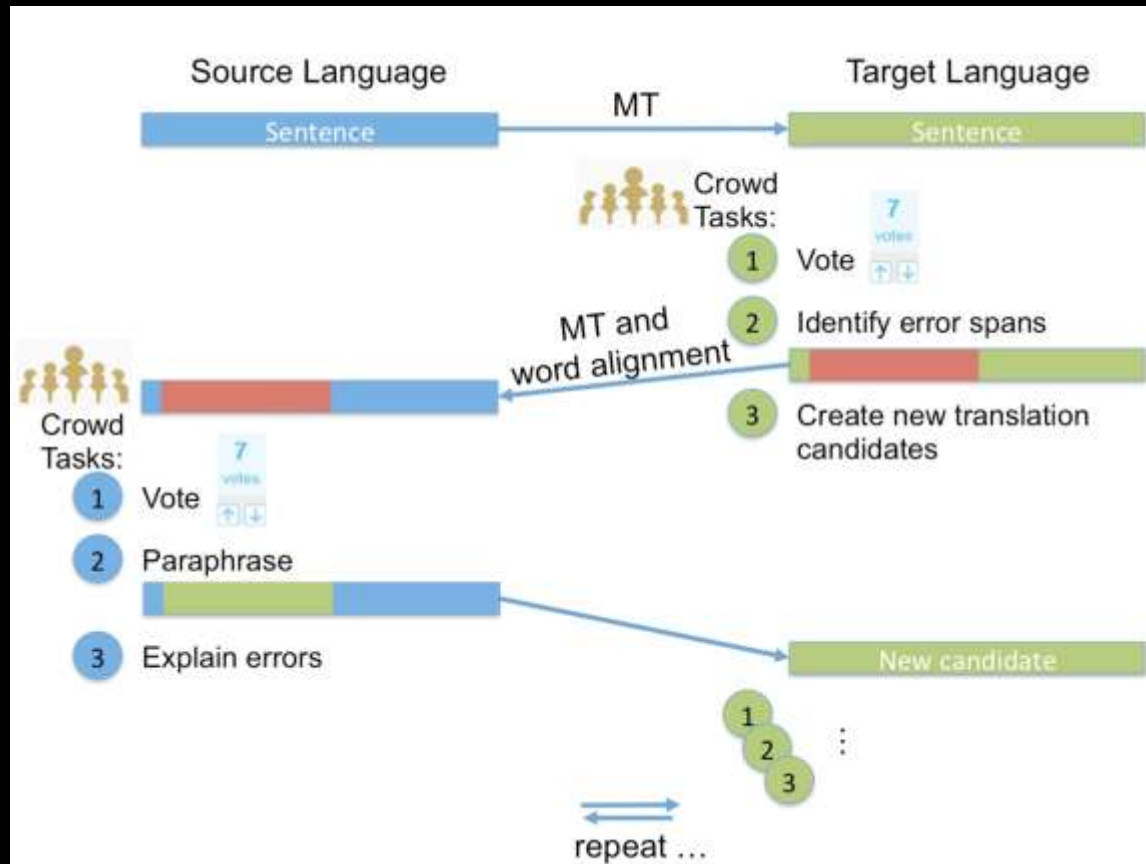 Source Language
Target Language
Sentence
MT
Sentence
Crowd
Tasks:
7
votes
1 Vote
2 Identify error spans
MT and
word alignment
3 Create new translation
candidates
Crowd
Tasks:
7
votes
1 Vote
2 Paraphrase
3 Explain errors
New candidate
1
2
3
⋮
repeat ...